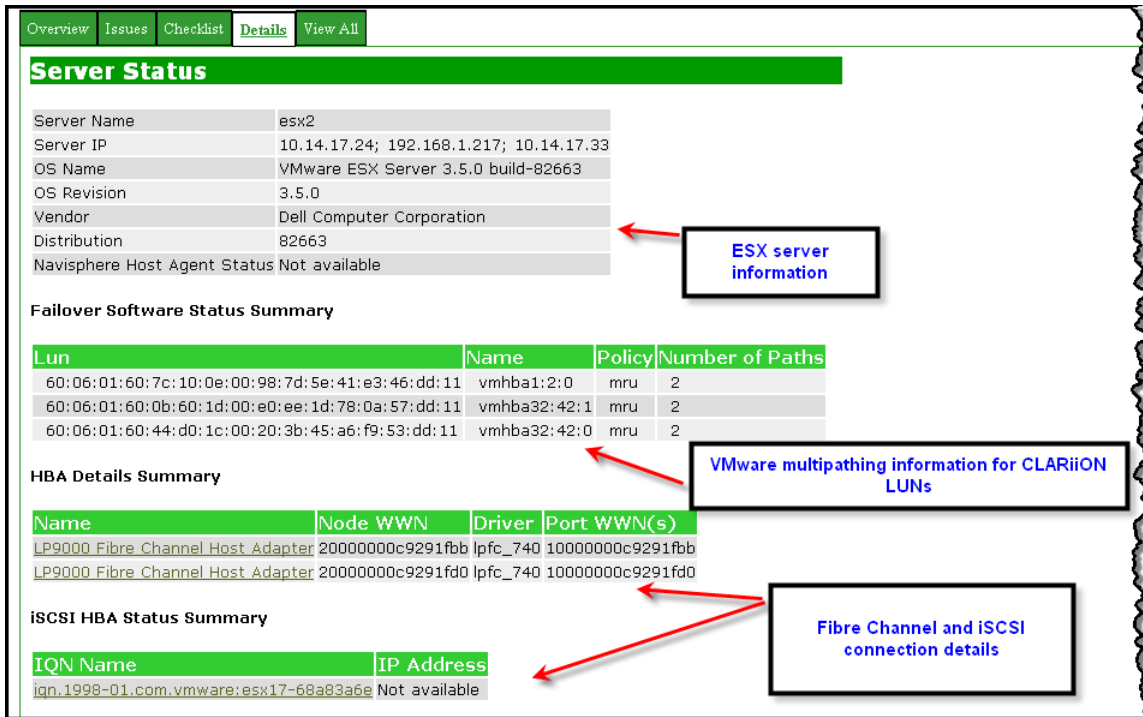 Overview Issues Checklist Details View All
Server Status
Server Name esx2
Server IP 10.14.17.24; 192.168.1.217; 10.14.17.33
OS Name VMware ESX Server 3.5.0 build-82663
OS Revision 3.5.0
Vendor Dell Computer Corporation
Distribution 82663
Navisphere Host Agent Status Not available
ESX server
information
Failover Software Status Summary
Lun Name Policy Number of Paths
60:06:01:60:7c:10:0e:00:98:7d:5e:41:e3:46:dd:11 vmhba1:2:0 mru 2
60:06:01:60:0b:60:1d:00:e0:ee:1d:78:0a:57:dd:11 vmhba32:42:1 mru 2
60:06:01:60:44:d0:1c:00:20:3b:45:a6:f9:53:dd:11 vmhba32:42:0 mru 2
VMware multipathing information for CLARiiON
LUNs
HBA Details Summary
Name Node WWN Driver Port WWN(s)
LP9000 Fibre Channel Host Adapter 20000000c9291fbb lpfc_740 10000000c9291fbb
LP9000 Fibre Channel Host Adapter 20000000c9291fd0 lpfc_740 10000000c9291fd0
Fibre Channel and iSCSI
connection details
iSCSI HBA Status Summary
IQN Name IP Address
iqn.1998-01.com.vmware:esx17-68a83a6e Not available